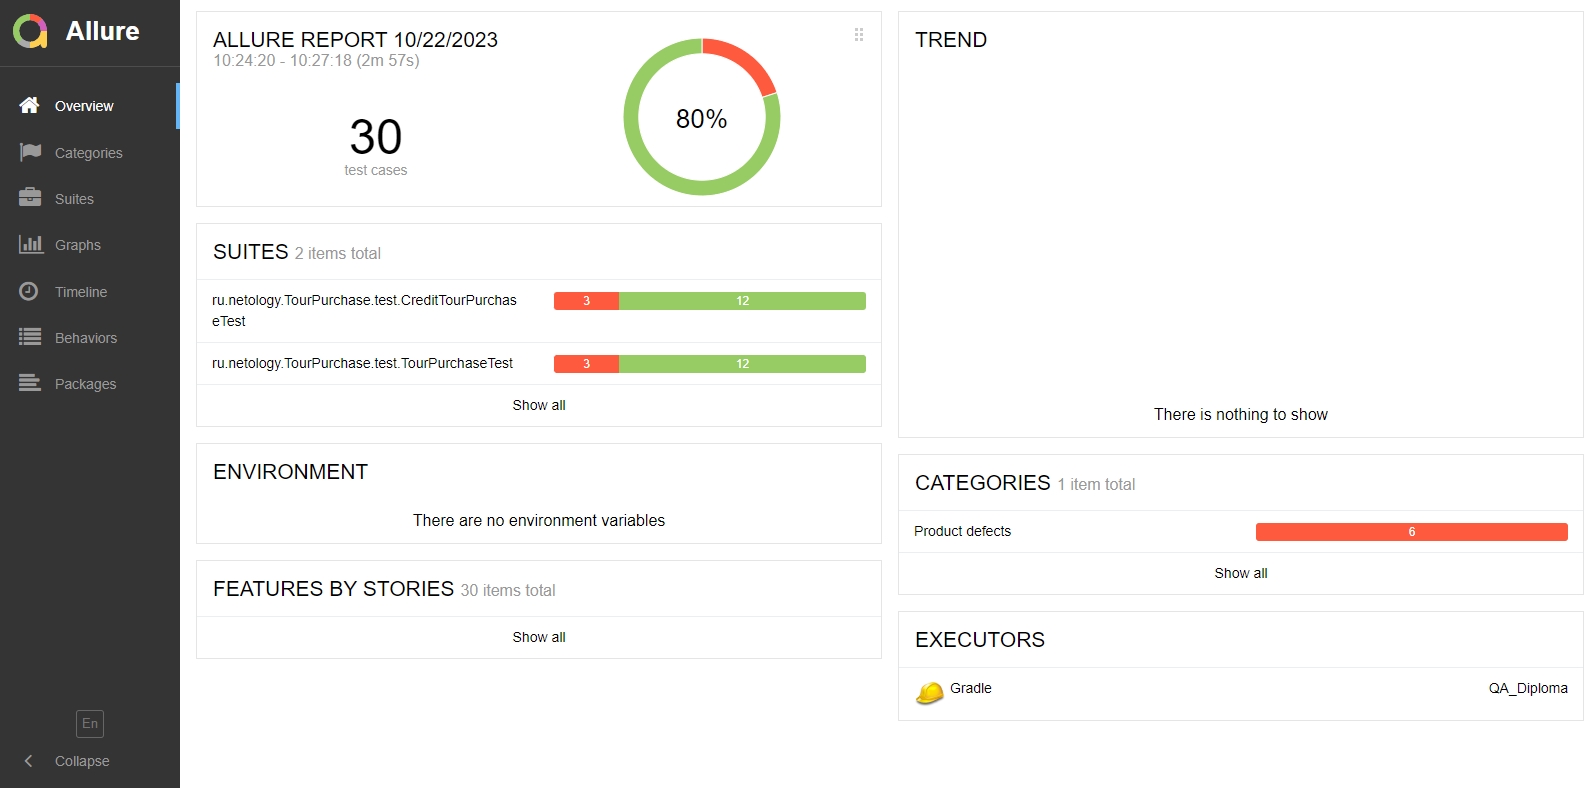 Allure
Overview
Categories
Suites
Graphs
Timeline
Behaviors
Packages
En
Collapse
ALLURE REPORT 10/22/2023
10:24:20 - 10:27:18 (2m 57s)
30
test cases
80%
SUITES 2 items total
ru.netology.TourPurchase.test.CreditTourPurchas
eTest
3 12
ru.netology.TourPurchase.test.TourPurchaseTest
3 12
Show all
ENVIRONMENT
There are no environment variables
FEATURES BY STORIES 30 items total
Show all
TREND
There is nothing to show
CATEGORIES 1 item total
Product defects 6
Show all
EXECUTORS
Gradle QA_Diploma